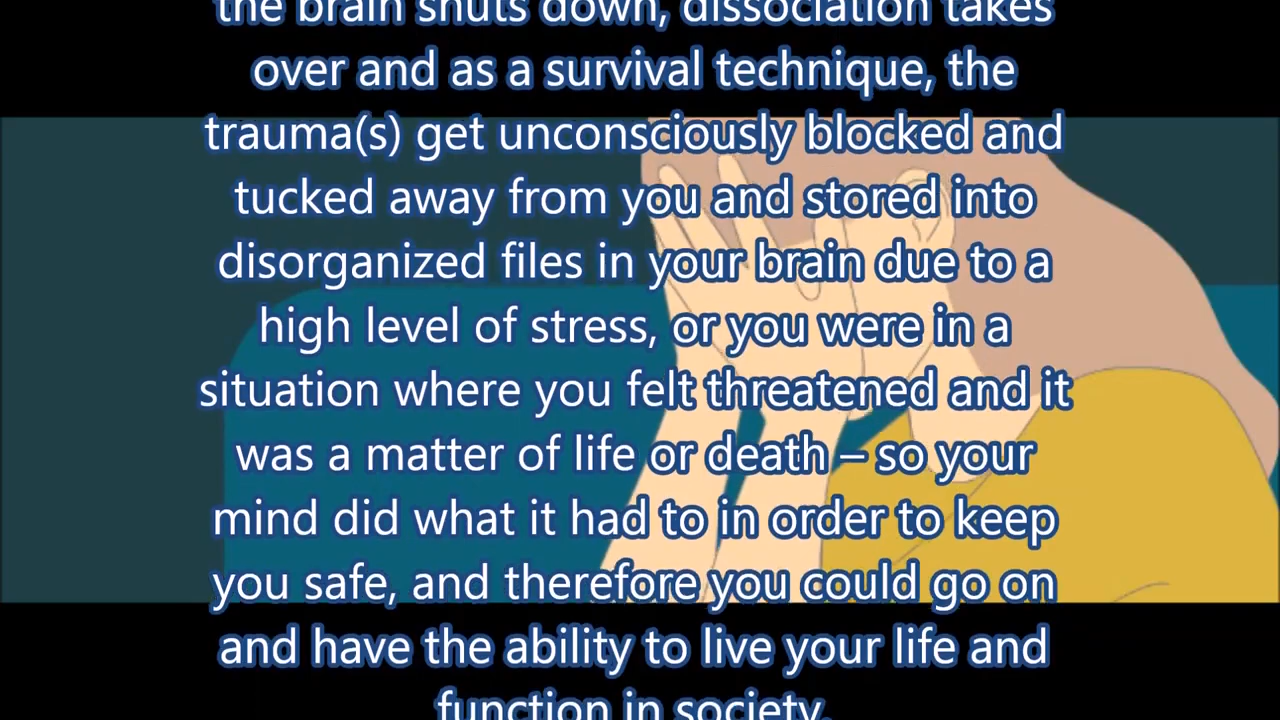 the brain shuts down, dissociation takes
over and as a survival technique, the
trauma(s) get unconsciously blocked and
tucked away from you and stored into
disorganized files in your brain due to a
high level of stress, or you were in a
situation where you felt threatened and it
was a matter of life or death – so your
mind did what it had to in order to keep
you safe, and therefore you could go on
and have the ability to live your life and
function in society.